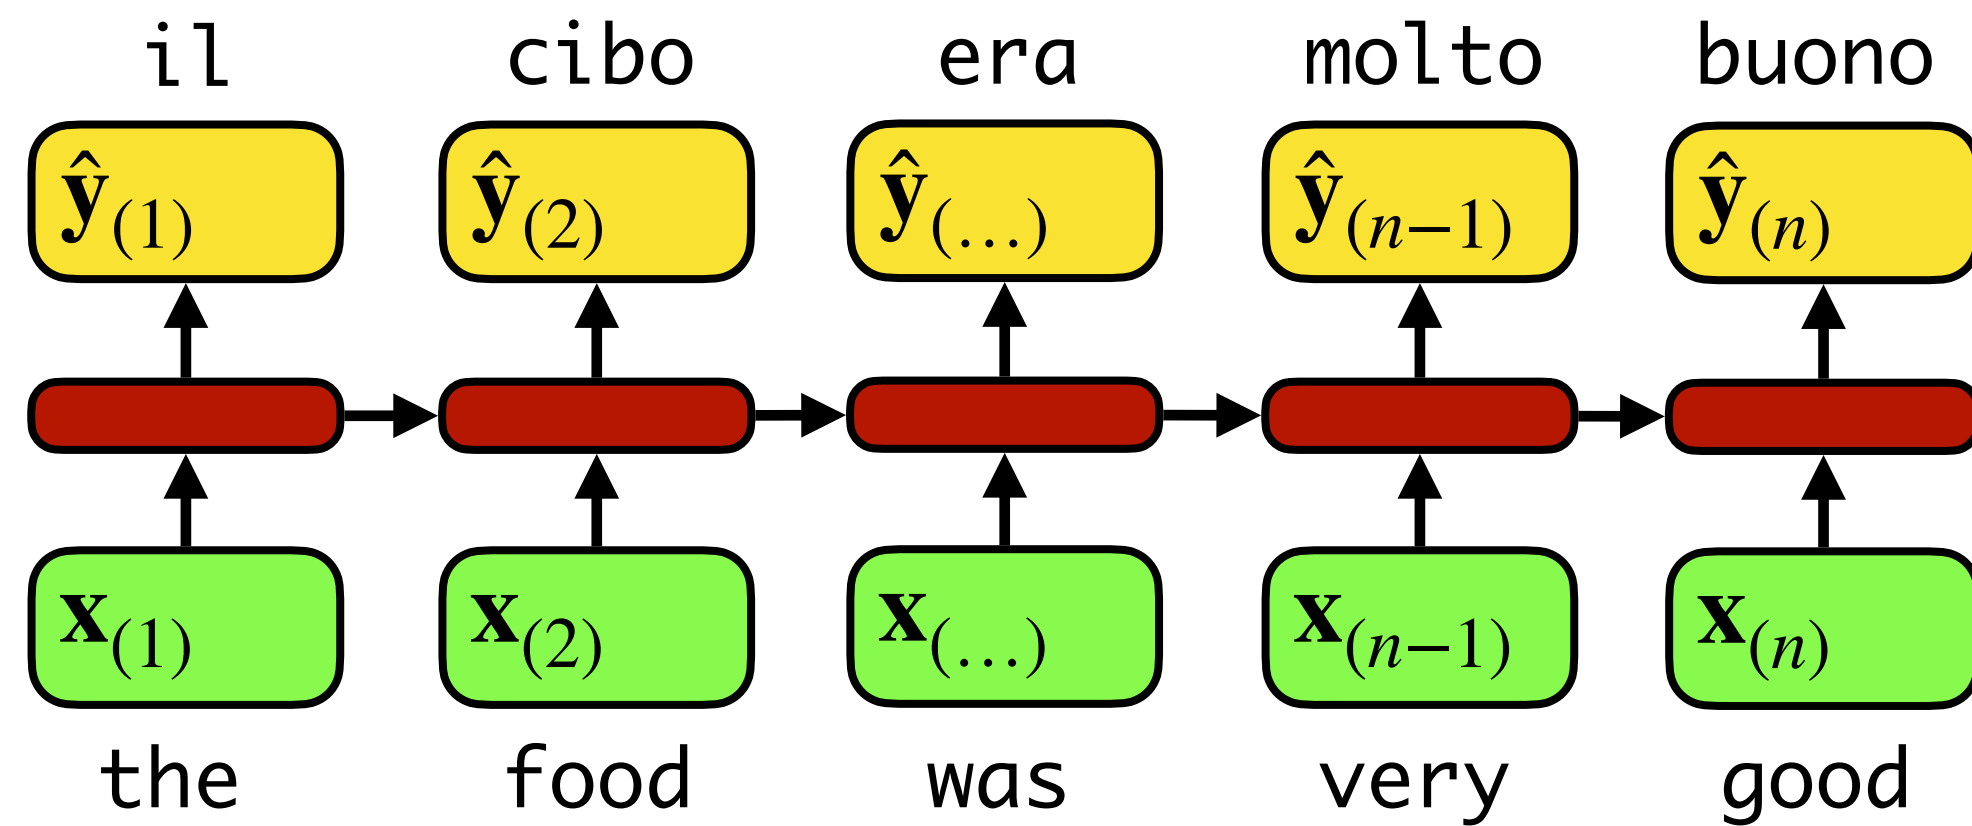 il cibo era molto buono
ŷ(1) ŷ(2) ŷ(…) ŷ(n−1) ŷ(n)
x(1) x(2) x(…) x(n−1) x(n)
the food was very good